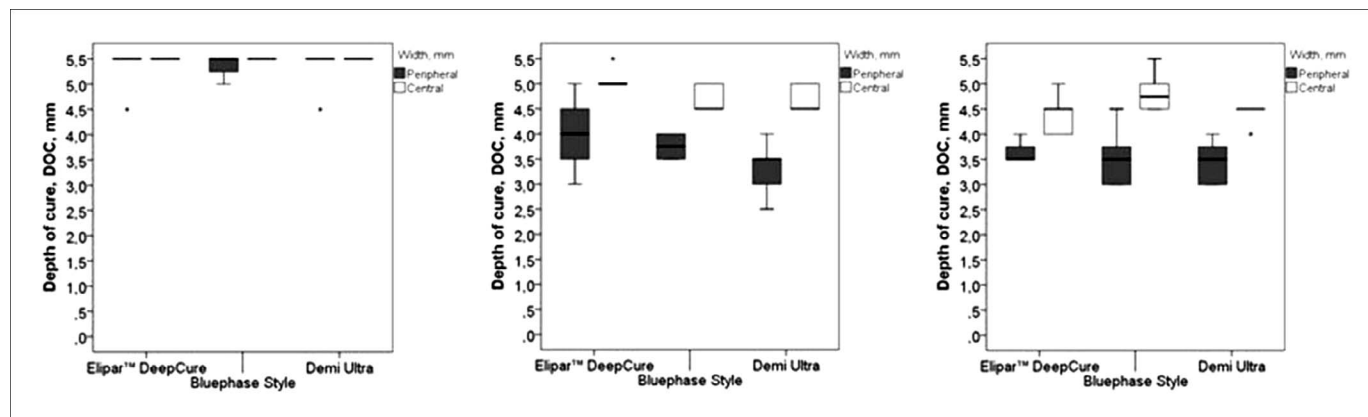 Depth of cure, DOC, mm
5,5
5,0
4,5
4,0
3,5
3,0
2,5
2,0
1,5
1,0
,5
,0
Width, mm
Peripheral
Central
Elipar™ DeepCure
Bluephase Style
Demi Ultra
Depth of cure, DOC, mm
5,5
5,0
4,5
4,0
3,5
3,0
2,5
2,0
1,5
1,0
,5
,0
Width, mm
Peripheral
Central
Elipar™ DeepCure
Bluephase Style
Demi Ultra
Depth of cure, DOC, mm
5,5
5,0
4,5
4,0
3,5
3,0
2,5
2,0
1,5
1,0
,5
,0
Width, mm
Peripheral
Central
Elipar™ DeepCure
Bluephase Style
Demi Ultra